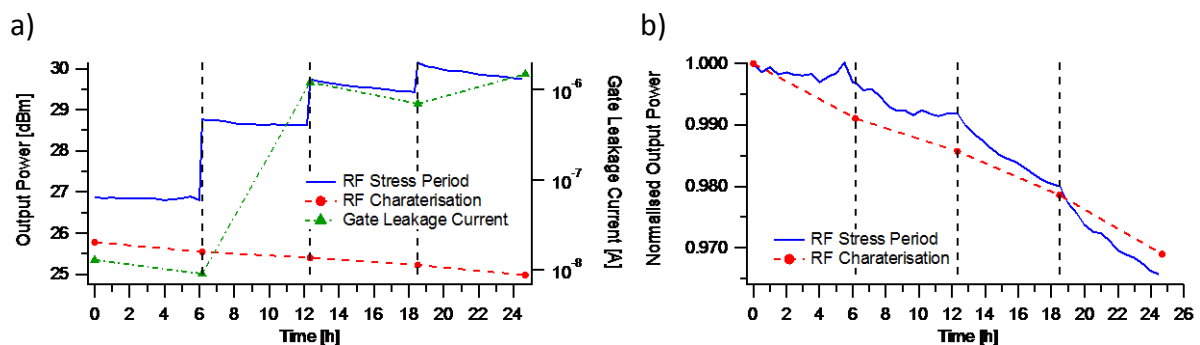 a)
Output Power [dBm]
30
29
28
27
26
25
RF Stress Period
RF Charaterisation
Gate Leakage Current
10-6
10-7
10-8
Gate Leakage Current [A]
0 2 4 6 8 10 12 14 16 18 20 22 24
Time [h]
b)
Normalised Output Power
1.000
0.990
0.980
0.970
RF Stress Period
RF Charaterisation
0 2 4 6 8 10 12 14 16 18 20 22 24 26
Time [h]